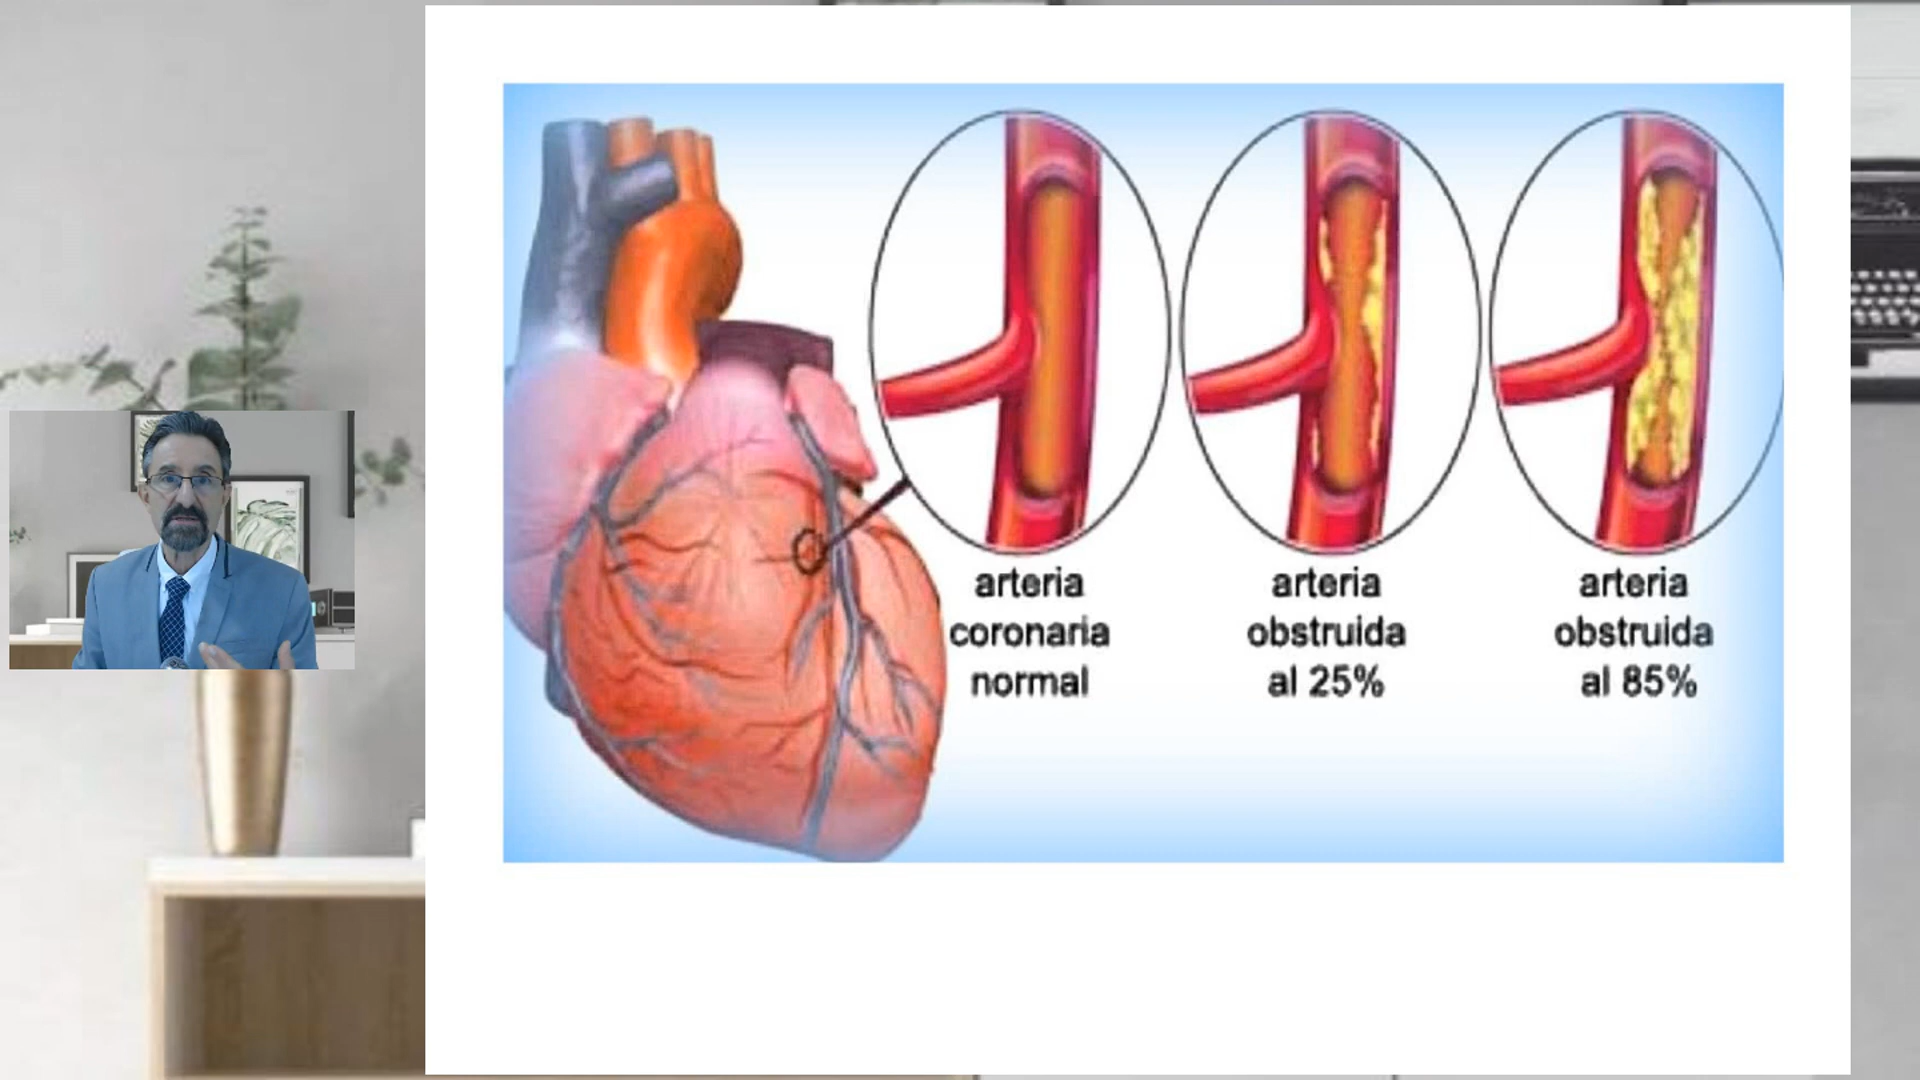 arteria
coronaria
normal
arteria
obstruida
al 25%
arteria
obstruida
al 85%